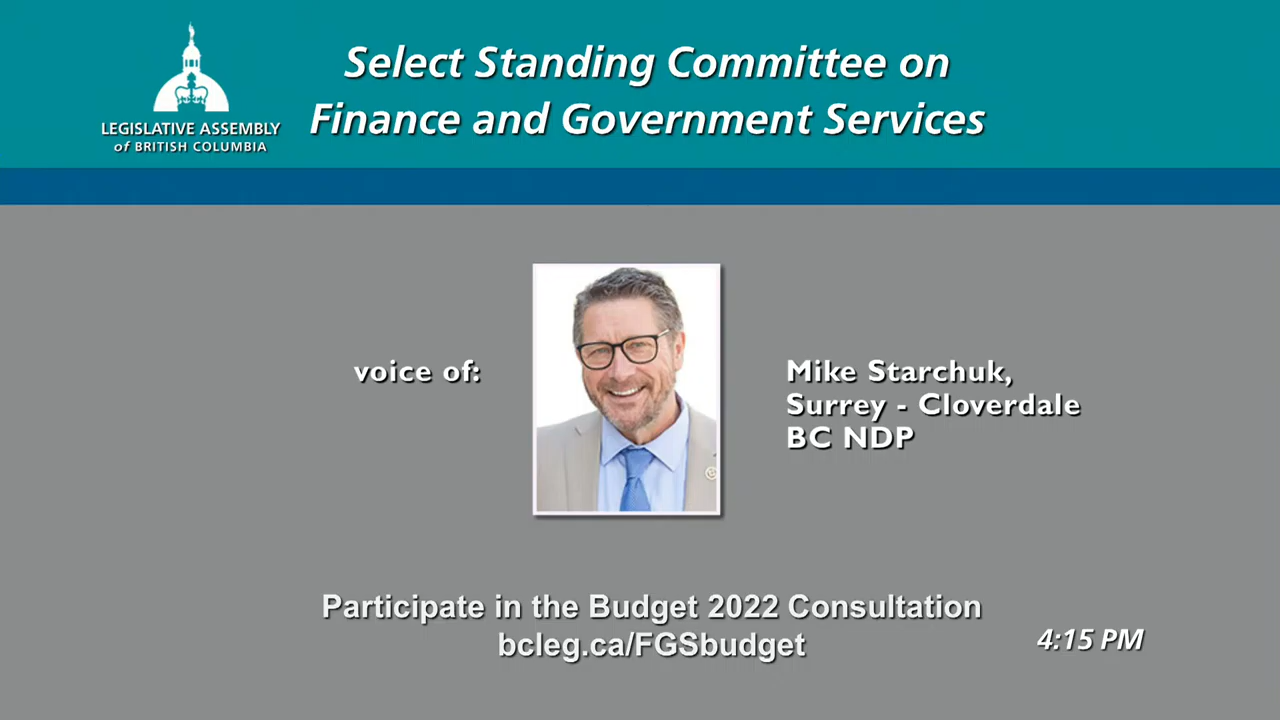 Select Standing Committee on
Finance and Government Services
LEGISLATIVE ASSEMBLY
of BRITISH COLUMBIA
voice of:
Mike Starchuk,
Surrey - Cloverdale
BC NDP
Participate in the Budget 2022 Consultation
bcleg.ca/FGSbudget
4:15 PM